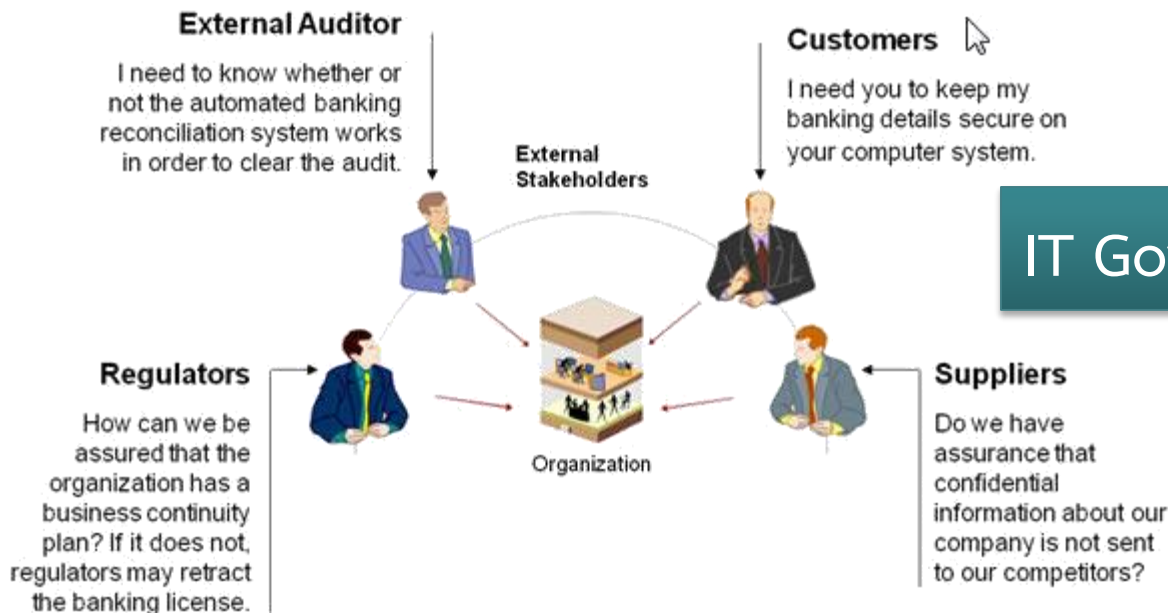 External Auditor
I need to know whether or
not the automated banking
reconciliation system works
in order to clear the audit.
Customers
I need you to keep my
banking details secure on
your computer system.
External
Stakeholders
IT Go
Regulators
How can we be
assured that the
organization has a
business continuity
plan? If it does not,
regulators may retract
the banking license.
Organization
Suppliers
Do we have
assurance that
confidential
information about our
company is not sent
to our competitors?